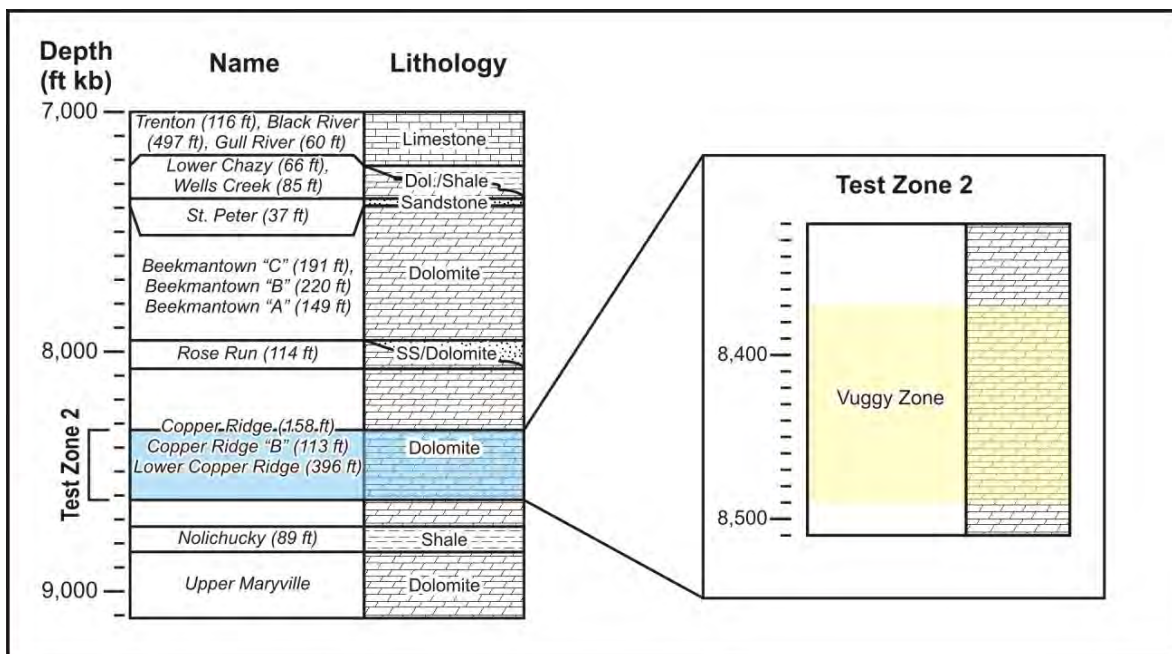 Depth
(ft kb)
Name
Lithology
7,000
Trenton (116 ft), Black River
(497 ft), Gull River (60 ft)
Limestone
Lower Chazy (66 ft),
Wells Creek (85 ft)
Dol./Shale
Sandstone
St. Peter (37 ft)
Beekmantown “C” (191 ft),
Beekmantown “B” (220 ft)
Beekmantown “A” (149 ft)
Dolomite
8,000
Rose Run (114 ft)
SS/Dolomite
Test Zone 2
Copper Ridge (158 ft)
Copper Ridge “B” (113 ft)
Lower Copper Ridge (396 ft)
Dolomite
Nolichucky (89 ft)
Shale
9,000
Upper Maryville
Dolomite
Test Zone 2
8,400
Vuggy Zone
8,500